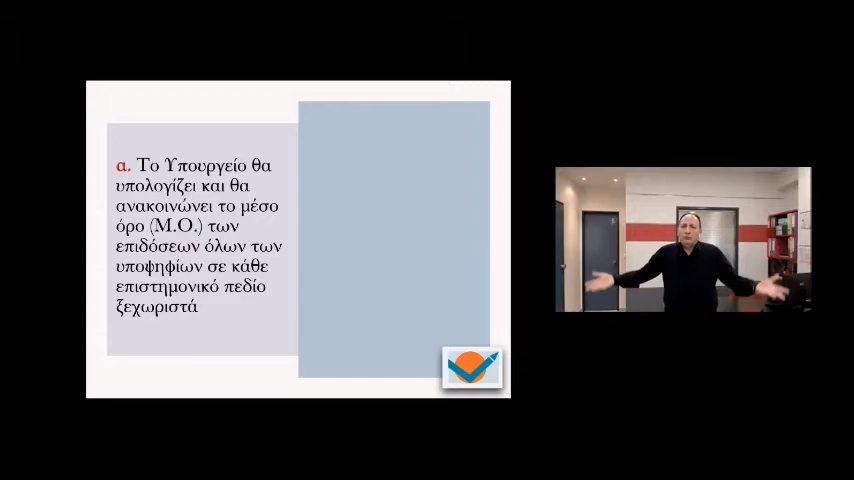 α. Το Υπουργείο θα
υπολογίζει και θα
ανακοινώνει το μέσο
όρο (Μ.Ο.) των
επιδόσεων όλων των
υποψηφίων σε κάθε
επιστημονικό πεδίο
ξεχωριστά